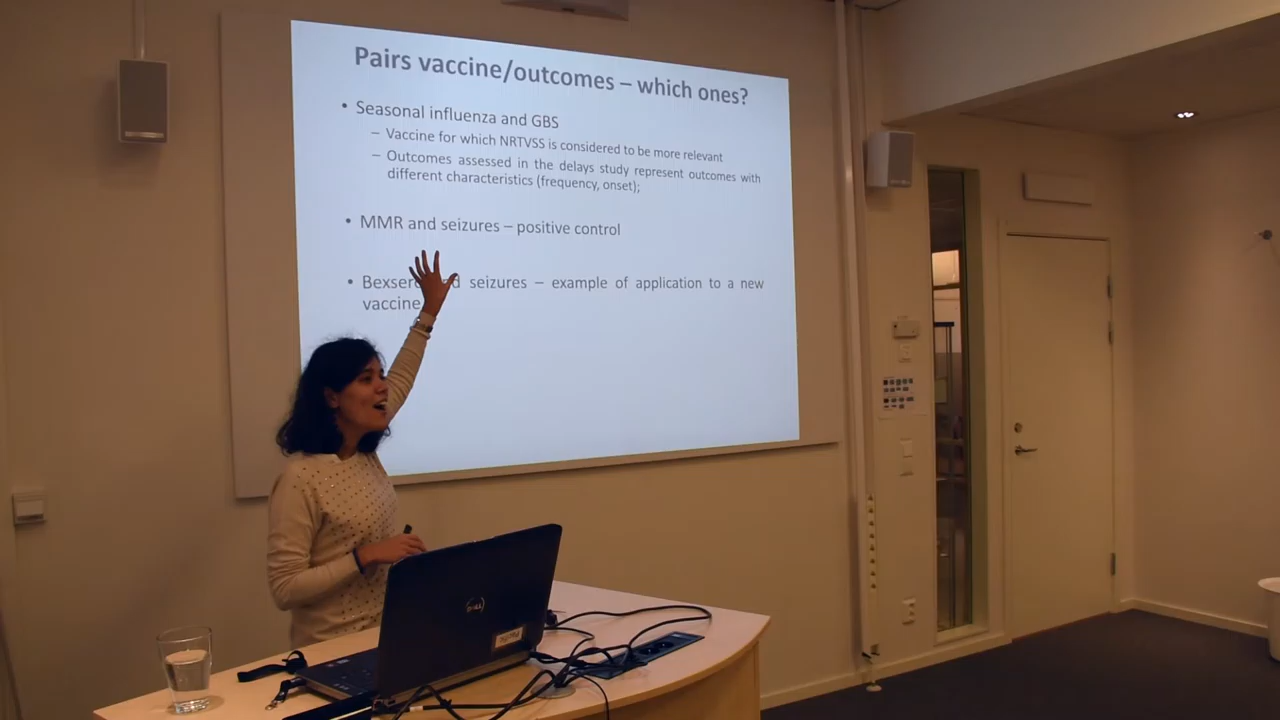 Pairs vaccine/outcomes – which ones?
• Seasonal influenza and GBS
– Vaccine for which NRTVSS is considered to be more relevant
– Outcomes assessed in the delays study represent outcomes with
different characteristics (frequency, onset);
• MMR and seizures – positive control
• seizures – example of application to a new
vaccine
DELL